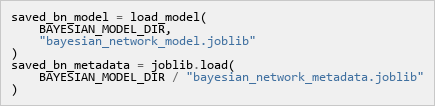 saved_bn_model = load_model(
    BAYESIAN_MODEL_DIR,
    "bayesian_network_model.joblib"
)
saved_bn_metadata = joblib.load(
    BAYESIAN_MODEL_DIR / "bayesian_network_metadata.joblib"
)